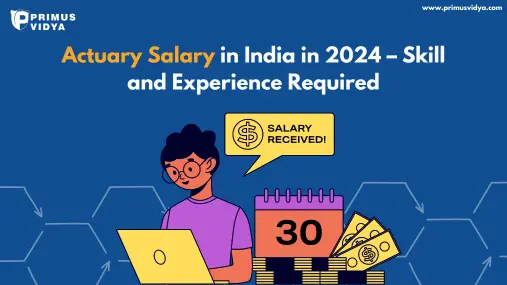 PRIMUS
VIDYA
www.primusvidya.com
Actuary Salary in India in 2024 – Skill
and Experience Required
SALARY
RECEIVED!
30